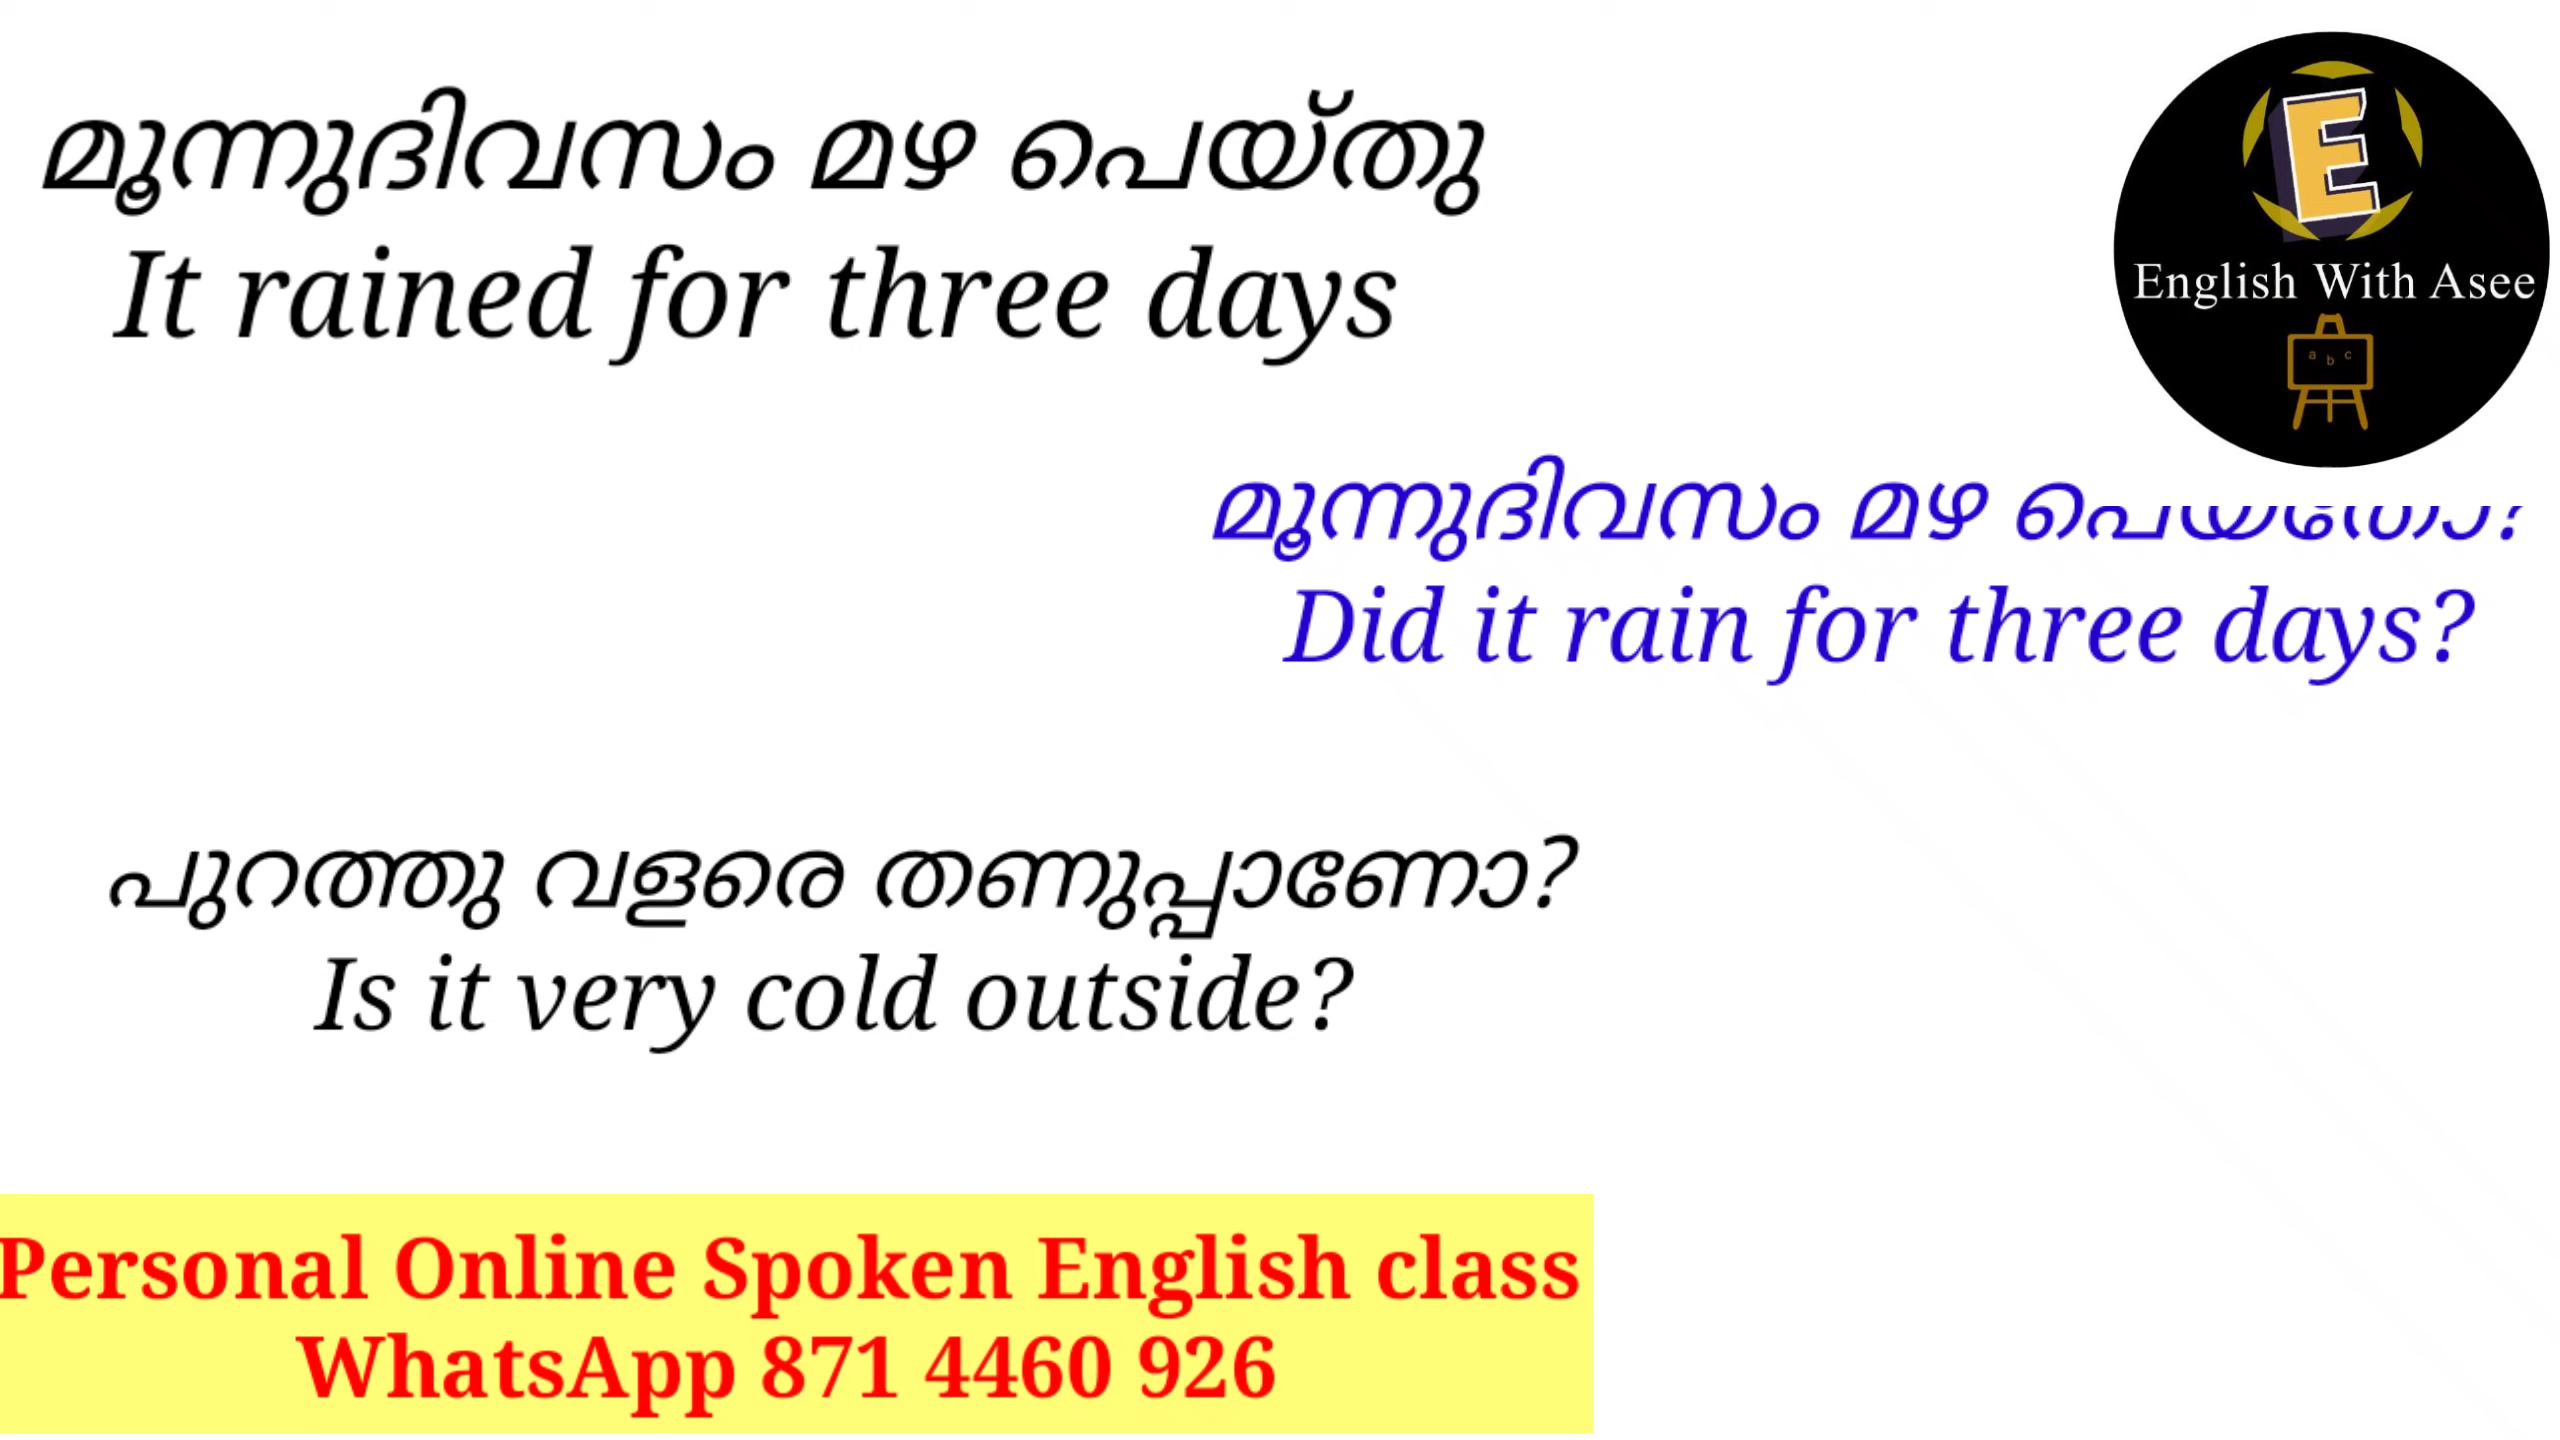 മൂന്നുദിവസം മഴ പെയ്തു
It rained for three days
E
English With Asee
a b c
മൂന്നുദിവസം മഴ
Did it rain for three days?
പുറത്തു വളരെ തണുപ്പാണോ?
Is it very cold outside?
Personal Online Spoken English class
WhatsApp 871 4460 926